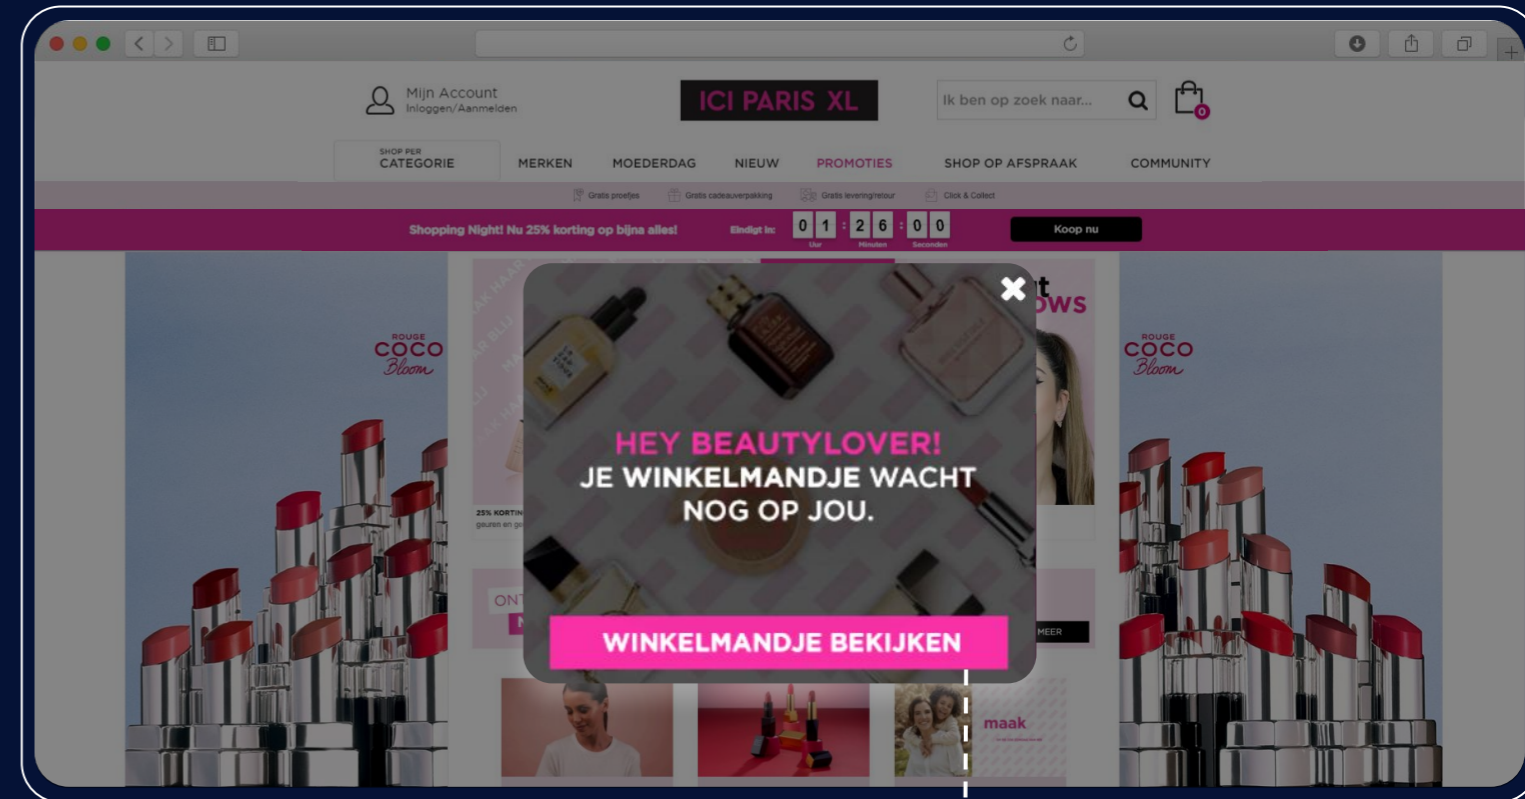 Mijn Account
Inloggen/Aanmelden
ICI PARIS XL
Ik ben op zoek naar...
0
SHOP PER
CATEGORIE
MERKEN
MOEDERDAG
NIEUW
PROMOTIES
SHOP OP AFSPRAAK
COMMUNITY
Gratis proefjes
Gratis cadeauverpakking
Gratis levering/retour
Click & Collect
Shopping Night! Nu 25% korting op bijna alles!
Eindigt in:
0 1 : 2 6 : 0 0
Uur Minuten Seconden
Koop nu
ROUGE
COCO
Bloom
HEY BEAUTYLOVER!
JE WINKELMANDJE WACHT
NOG OP JOU.
WINKELMANDJE BEKIJKEN
ROUGE
COCO
Bloom
MEER
maak